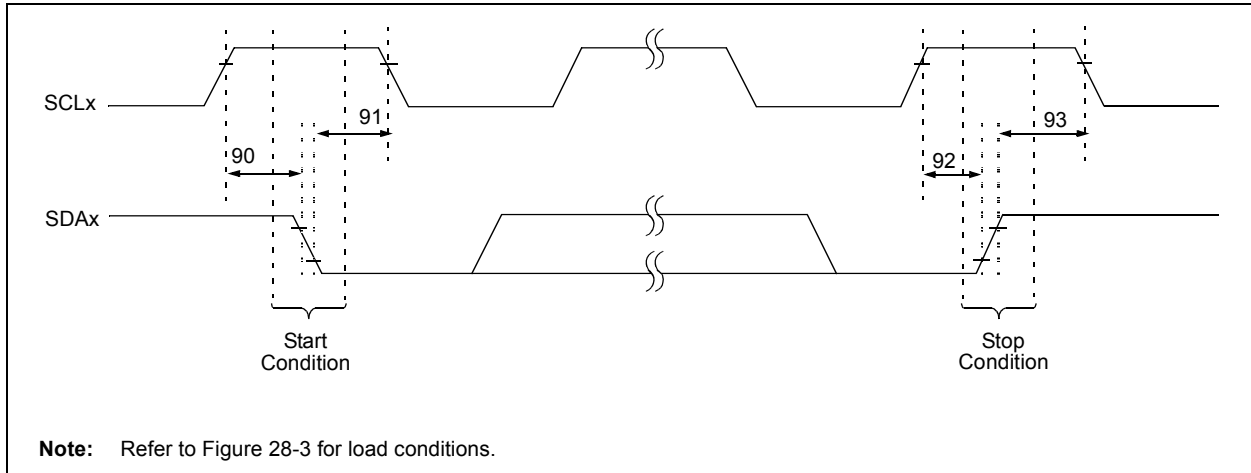 SCLx
91
93
90
92
SDAx
Start
Condition
Stop
Condition
Note: Refer to Figure 28-3 for load conditions.